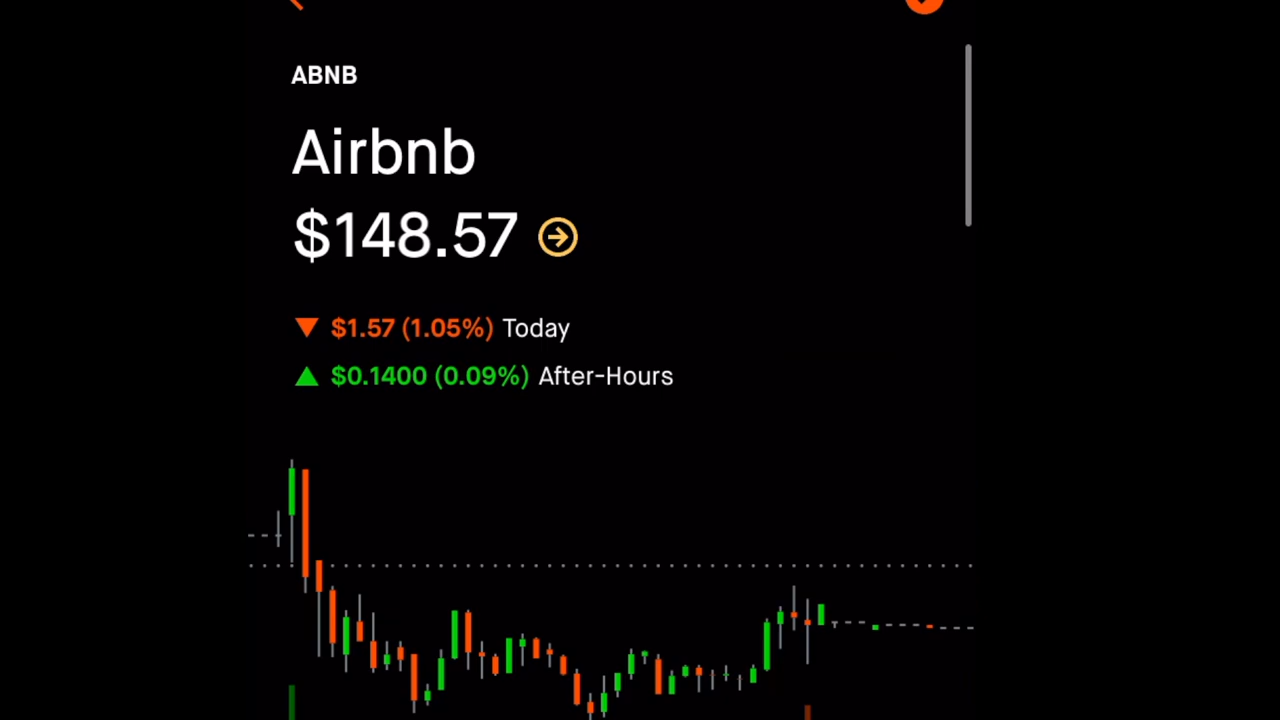 ABNB
Airbnb
$148.57
$1.57 (1.05%) Today
$0.1400 (0.09%) After-Hours